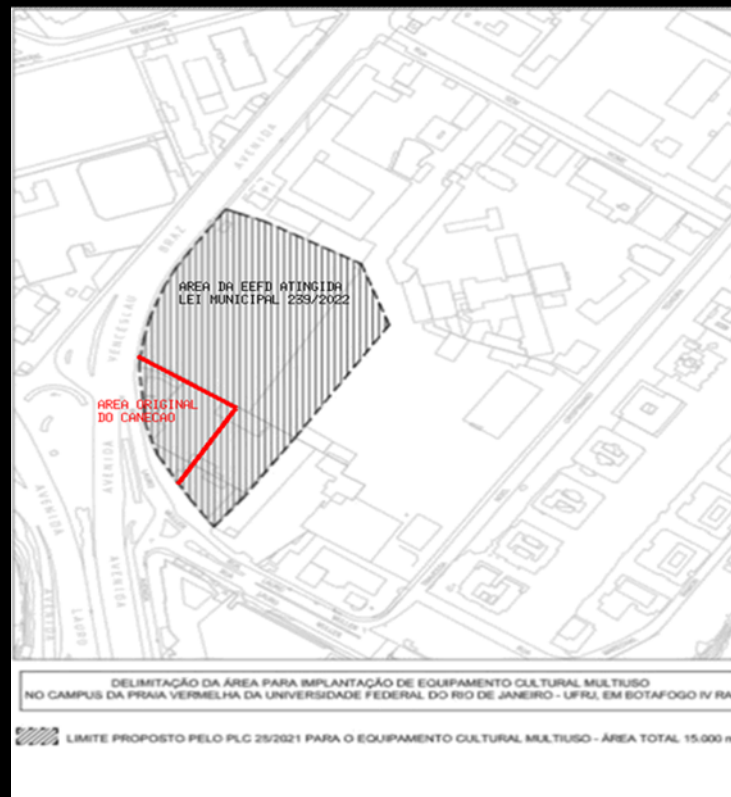 AVENIDA
BRAZ
VENCESLAU
AREA DA EEFD ATINGIDA
LEI MUNICIPAL 239/2022
AREA ORIGINAL
DO CANECAO
AVENIDA
AVENIDA
AVENIDA
LAURO
AVENIDA
DELIMITAÇÃO DA ÁREA PARA IMPLANTAÇÃO DE EQUIPAMENTO CULTURAL MULTIUSO
NO CAMPUS DA PRAIA VERMELHA DA UNIVERSIDADE FEDERAL DO RIO DE JANEIRO - UFRJ, EM BOTAFOGO IV RA
LIMITE PROPOSTO PELO PLC 25/2021 PARA O EQUIPAMENTO CULTURAL MULTIUSO - ÁREA TOTAL 15.000 m